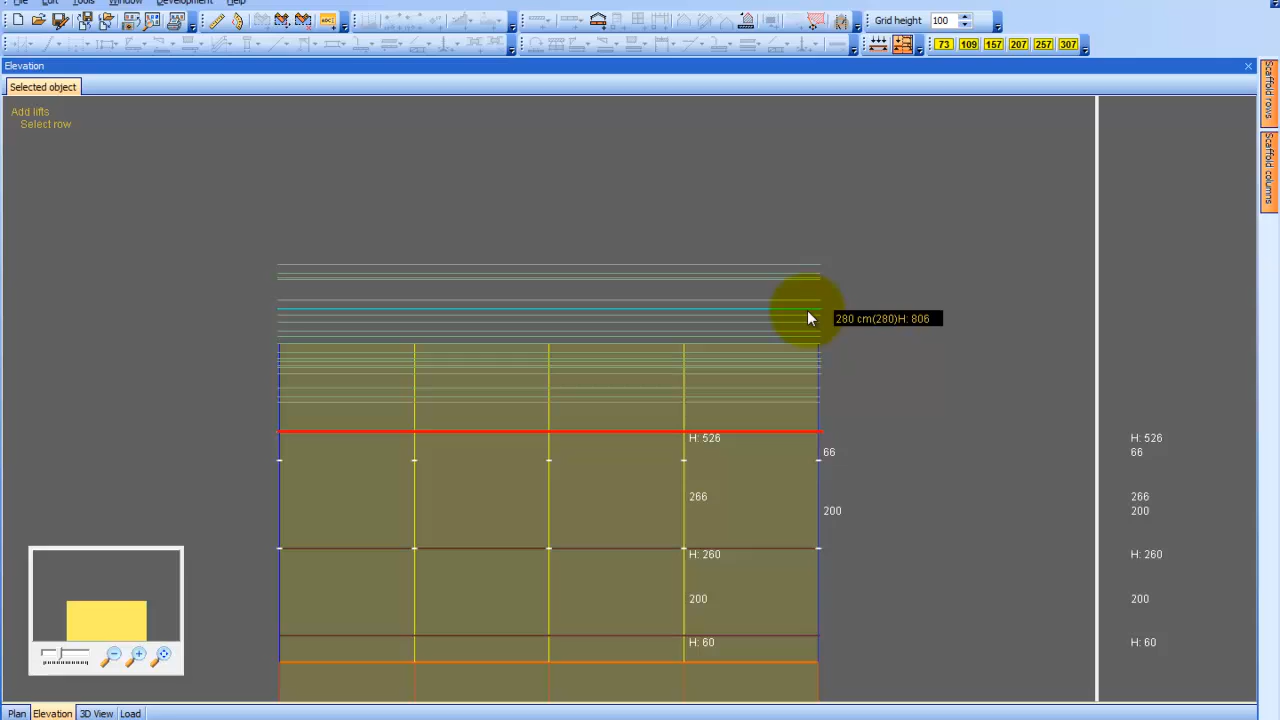 File Edit Tools Window Development Help
Grid height 100
73 109 157 207 257 307
Elevation
Selected object
Scaffold rows
Scaffold columns
Add lifts
Select row
280 cm(280)H: 806
H: 526
H: 526
66
66
266
266
200
200
H: 260
H: 260
200
200
H: 60
H: 60
Plan Elevation 3D View Load